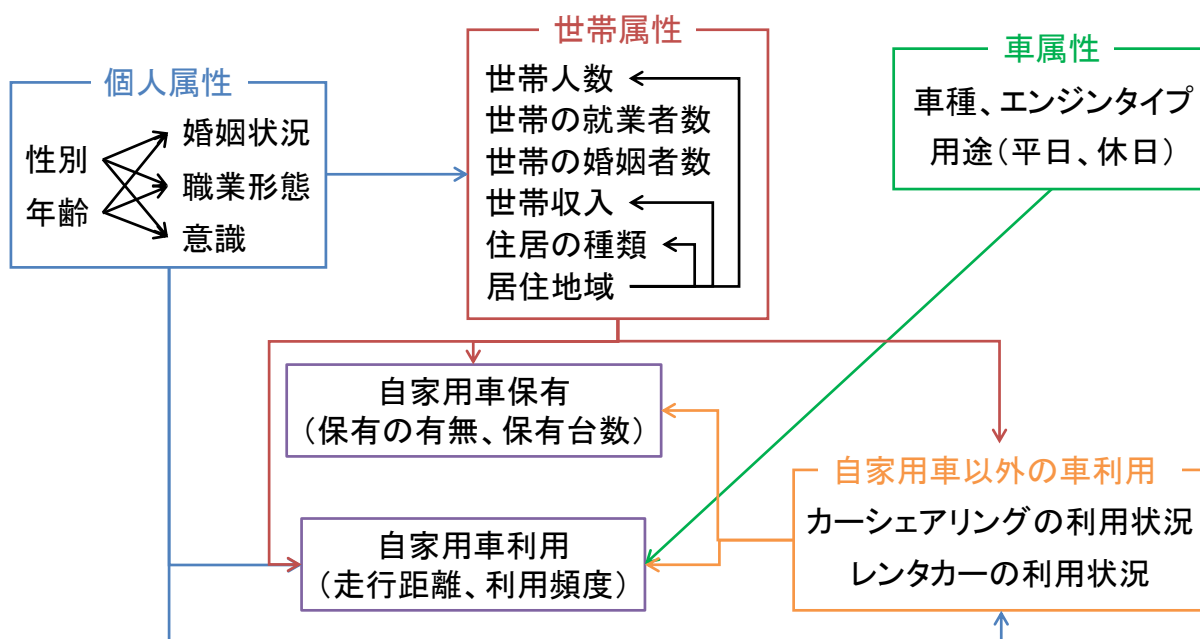 個人属性
性別
年齢
婚姻状況
職業形態
意識
世帯属性
世帯人数
世帯の就業者数
世帯の婚姻者数
世帯収入
住居の種類
居住地域
車属性
車種、エンジンタイプ
用途（平日、休日）
自家用車保有
（保有の有無、保有台数）
自家用車利用
（走行距離、利用頻度）
自家用車以外の車利用
カーシェアリングの利用状況
レンタカーの利用状況